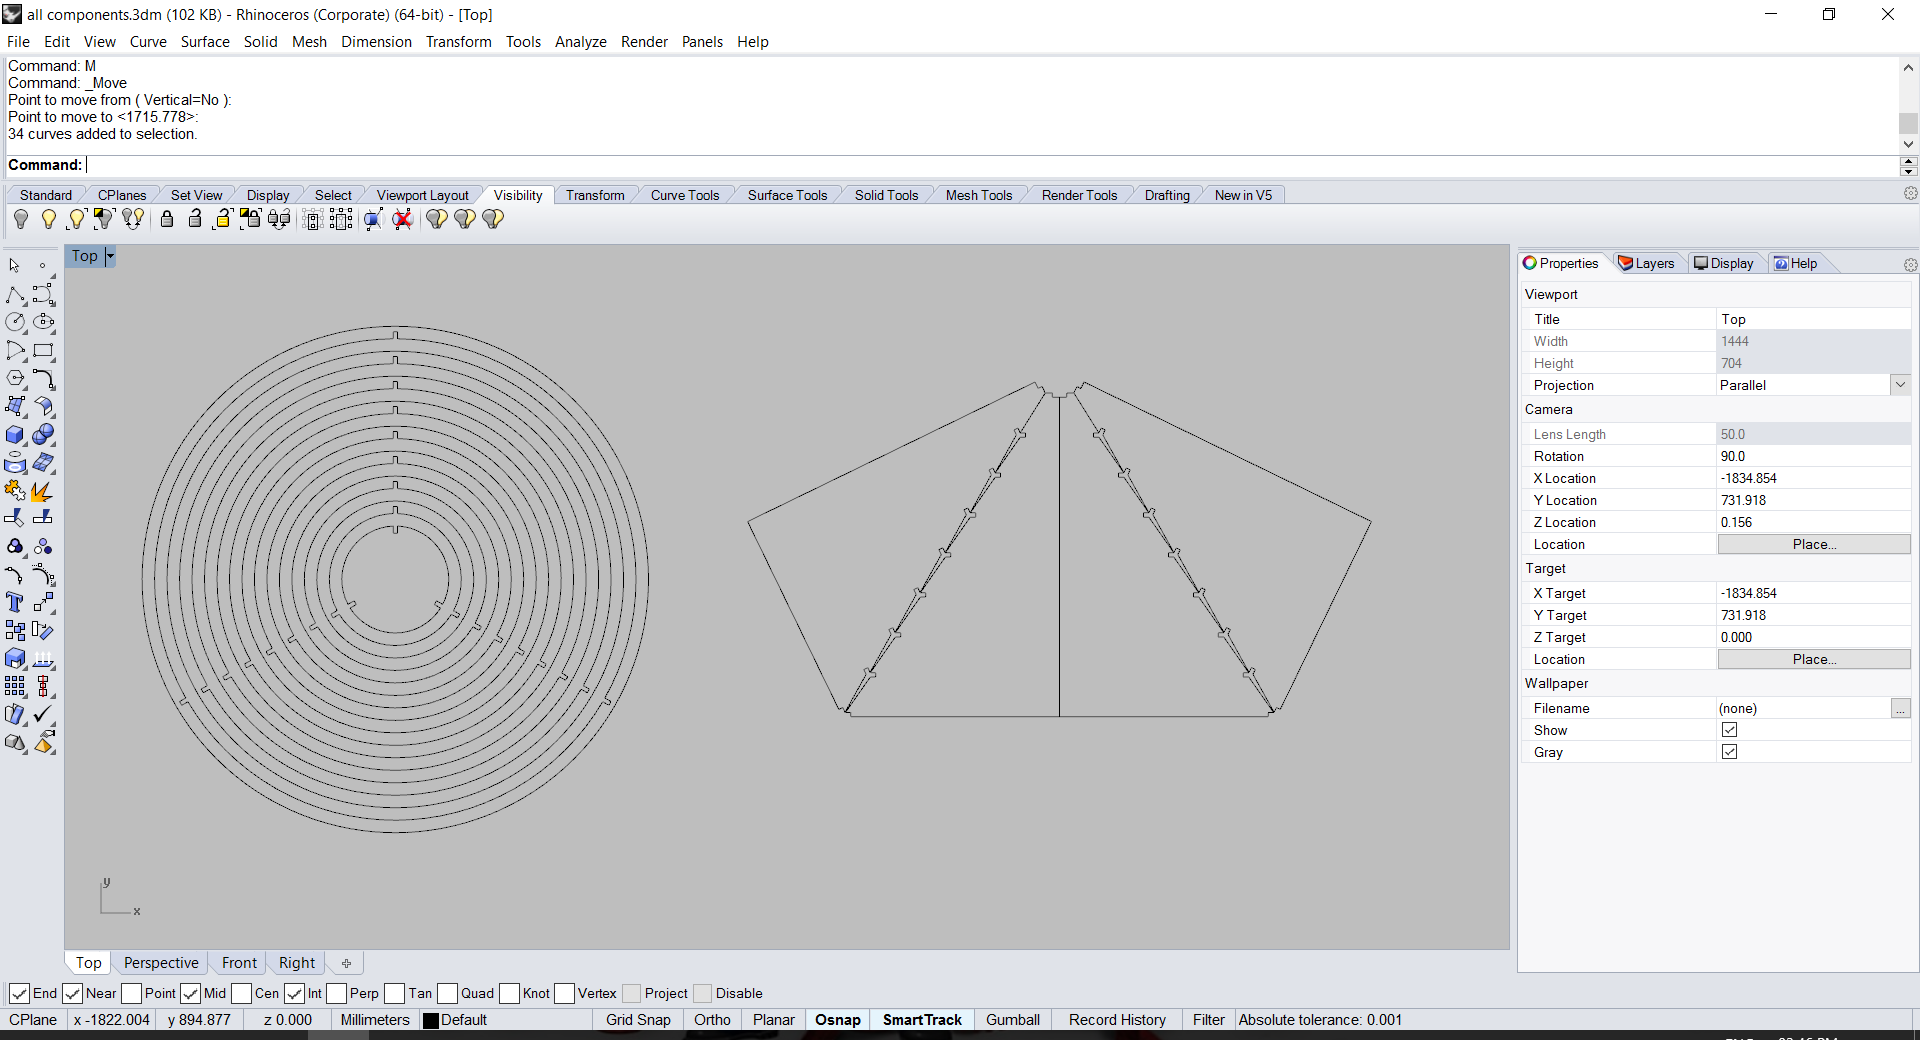 all components.3dm (102 KB) - Rhinoceros (Corporate) (64-bit) - [Top]
File Edit View Curve Surface Solid Mesh Dimension Transform Tools Analyze Render Panels Help
Command: M
Command: _Move
Point to move from ( Vertical=No ):
Point to move to <1715.778>:
34 curves added to selection.
Command:
Standard CPlanes Set View Display Select Viewport Layout Visibility Transform Curve Tools Surface Tools Solid Tools Mesh Tools Render Tools Drafting New in V5
Top
Properties Layers Display Help
Viewport
Title Top
Width 1444
Height 704
Projection Parallel
Camera
Lens Length 50.0
Rotation 90.0
X Location -1834.854
Y Location 731.918
Z Location 0.156
Location Place...
Target
X Target -1834.854
Y Target 731.918
Z Target 0.000
Location Place...
Wallpaper
Filename (none) ...
Show
Gray
y
x
Top Perspective Front Right
End Near Point Mid Cen Int Perp Tan Quad Knot Vertex Project Disable
CPlane x -1822.004 y 894.877 z 0.000 Millimeters Default Grid Snap Ortho Planar Osnap SmartTrack Gumball Record History Filter Absolute tolerance: 0.001